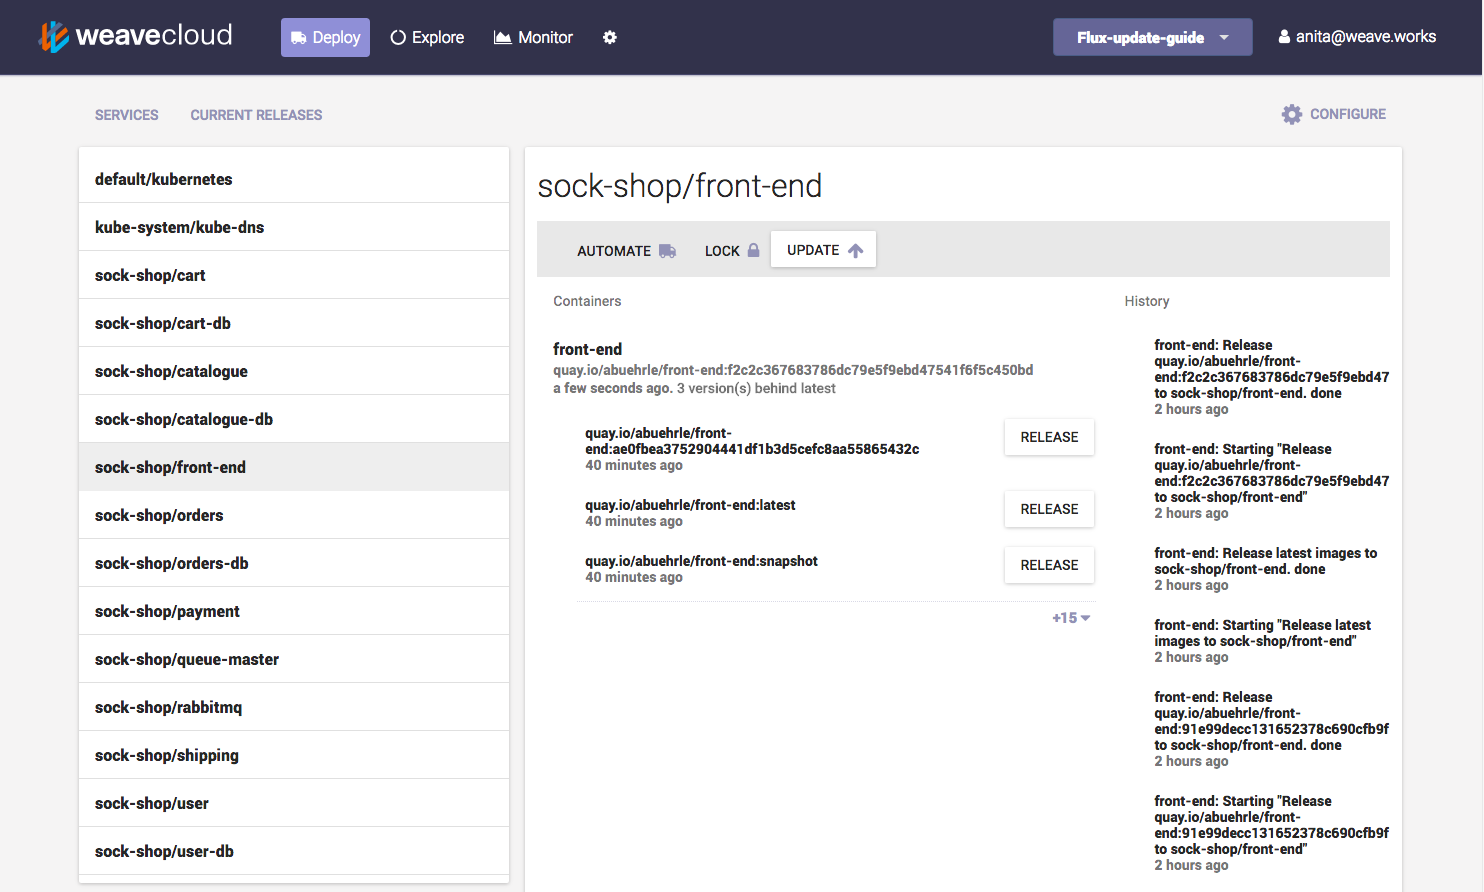 weavecloud
Deploy
Explore
Monitor
Flux-update-guide
anita@weave.works
SERVICES
CURRENT RELEASES
CONFIGURE
default/kubernetes
kube-system/kube-dns
sock-shop/cart
sock-shop/cart-db
sock-shop/catalogue
sock-shop/catalogue-db
sock-shop/front-end
sock-shop/orders
sock-shop/orders-db
sock-shop/payment
sock-shop/queue-master
sock-shop/rabbitmq
sock-shop/shipping
sock-shop/user
sock-shop/user-db
sock-shop/front-end
AUTOMATE
LOCK
UPDATE
Containers
front-end
quay.io/abuehrle/front-end:f2c2c367683786dc79e5f9ebd47541f6f5c450bd
a few seconds ago. 3 version(s) behind latest
quay.io/abuehrle/front-
end:ae0fbea3752904441df1b3d5cefc8aa55865432c
40 minutes ago
RELEASE
quay.io/abuehrle/front-end:latest
40 minutes ago
RELEASE
quay.io/abuehrle/front-end:snapshot
40 minutes ago
RELEASE
+15
History
front-end: Release
quay.io/abuehrle/front-
end:f2c2c367683786dc79e5f9ebd47
to sock-shop/front-end. done
2 hours ago
front-end: Starting "Release
quay.io/abuehrle/front-
end:f2c2c367683786dc79e5f9ebd47
to sock-shop/front-end"
2 hours ago
front-end: Release latest images to
sock-shop/front-end. done
2 hours ago
front-end: Starting "Release latest
images to sock-shop/front-end"
2 hours ago
front-end: Release
quay.io/abuehrle/front-
end:91e99decc131652378c690cfb9f
to sock-shop/front-end. done
2 hours ago
front-end: Starting "Release
quay.io/abuehrle/front-
end:91e99decc131652378c690cfb9f
to sock-shop/front-end"
2 hours ago